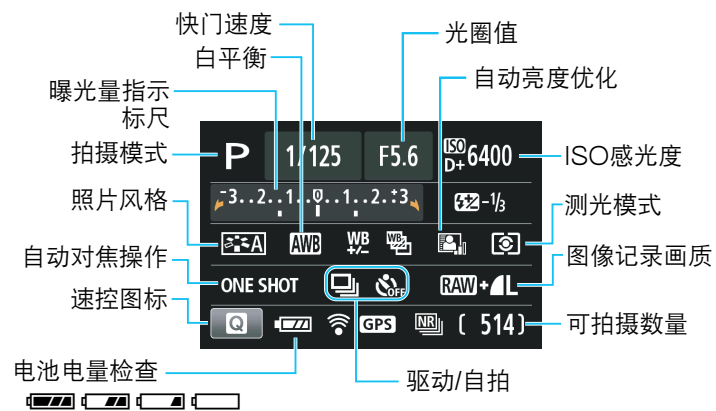 快门速度
光圈值
白平衡
自动亮度优化
曝光量指示
标尺
拍摄模式
P 1/125 F5.6 ISO D+ 6400
ISO感光度
-3..2..1..0..1..2.+3 -1/3
照片风格
A AWB WB +/- WB
测光模式
自动对焦操作
ONE SHOT OFF RAW+L
图像记录画质
速控图标
Q GPS NR ( 514)
可拍摄数量
电池电量检查
驱动/自拍